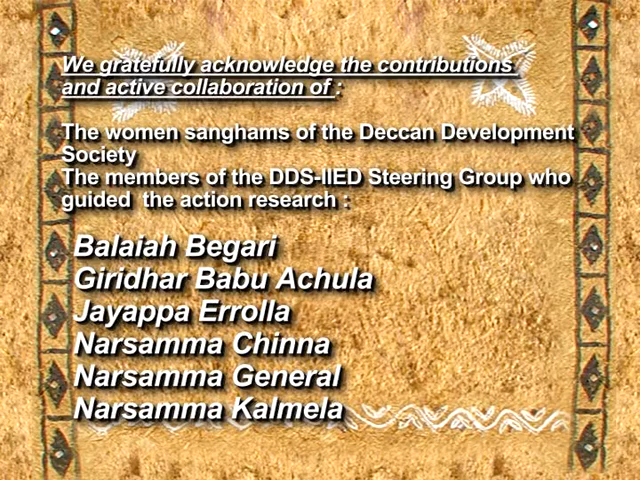 We gratefully acknowledge the contributions
and active collaboration of :
The women sanghams of the Deccan Development
Society
The members of the DDS-IIED Steering Group who
guided the action research :
Balaiah Begari
Giridhar Babu Achula
Jayappa Errolla
Narsamma Chinna
Narsamma General
Narsamma Kalmela